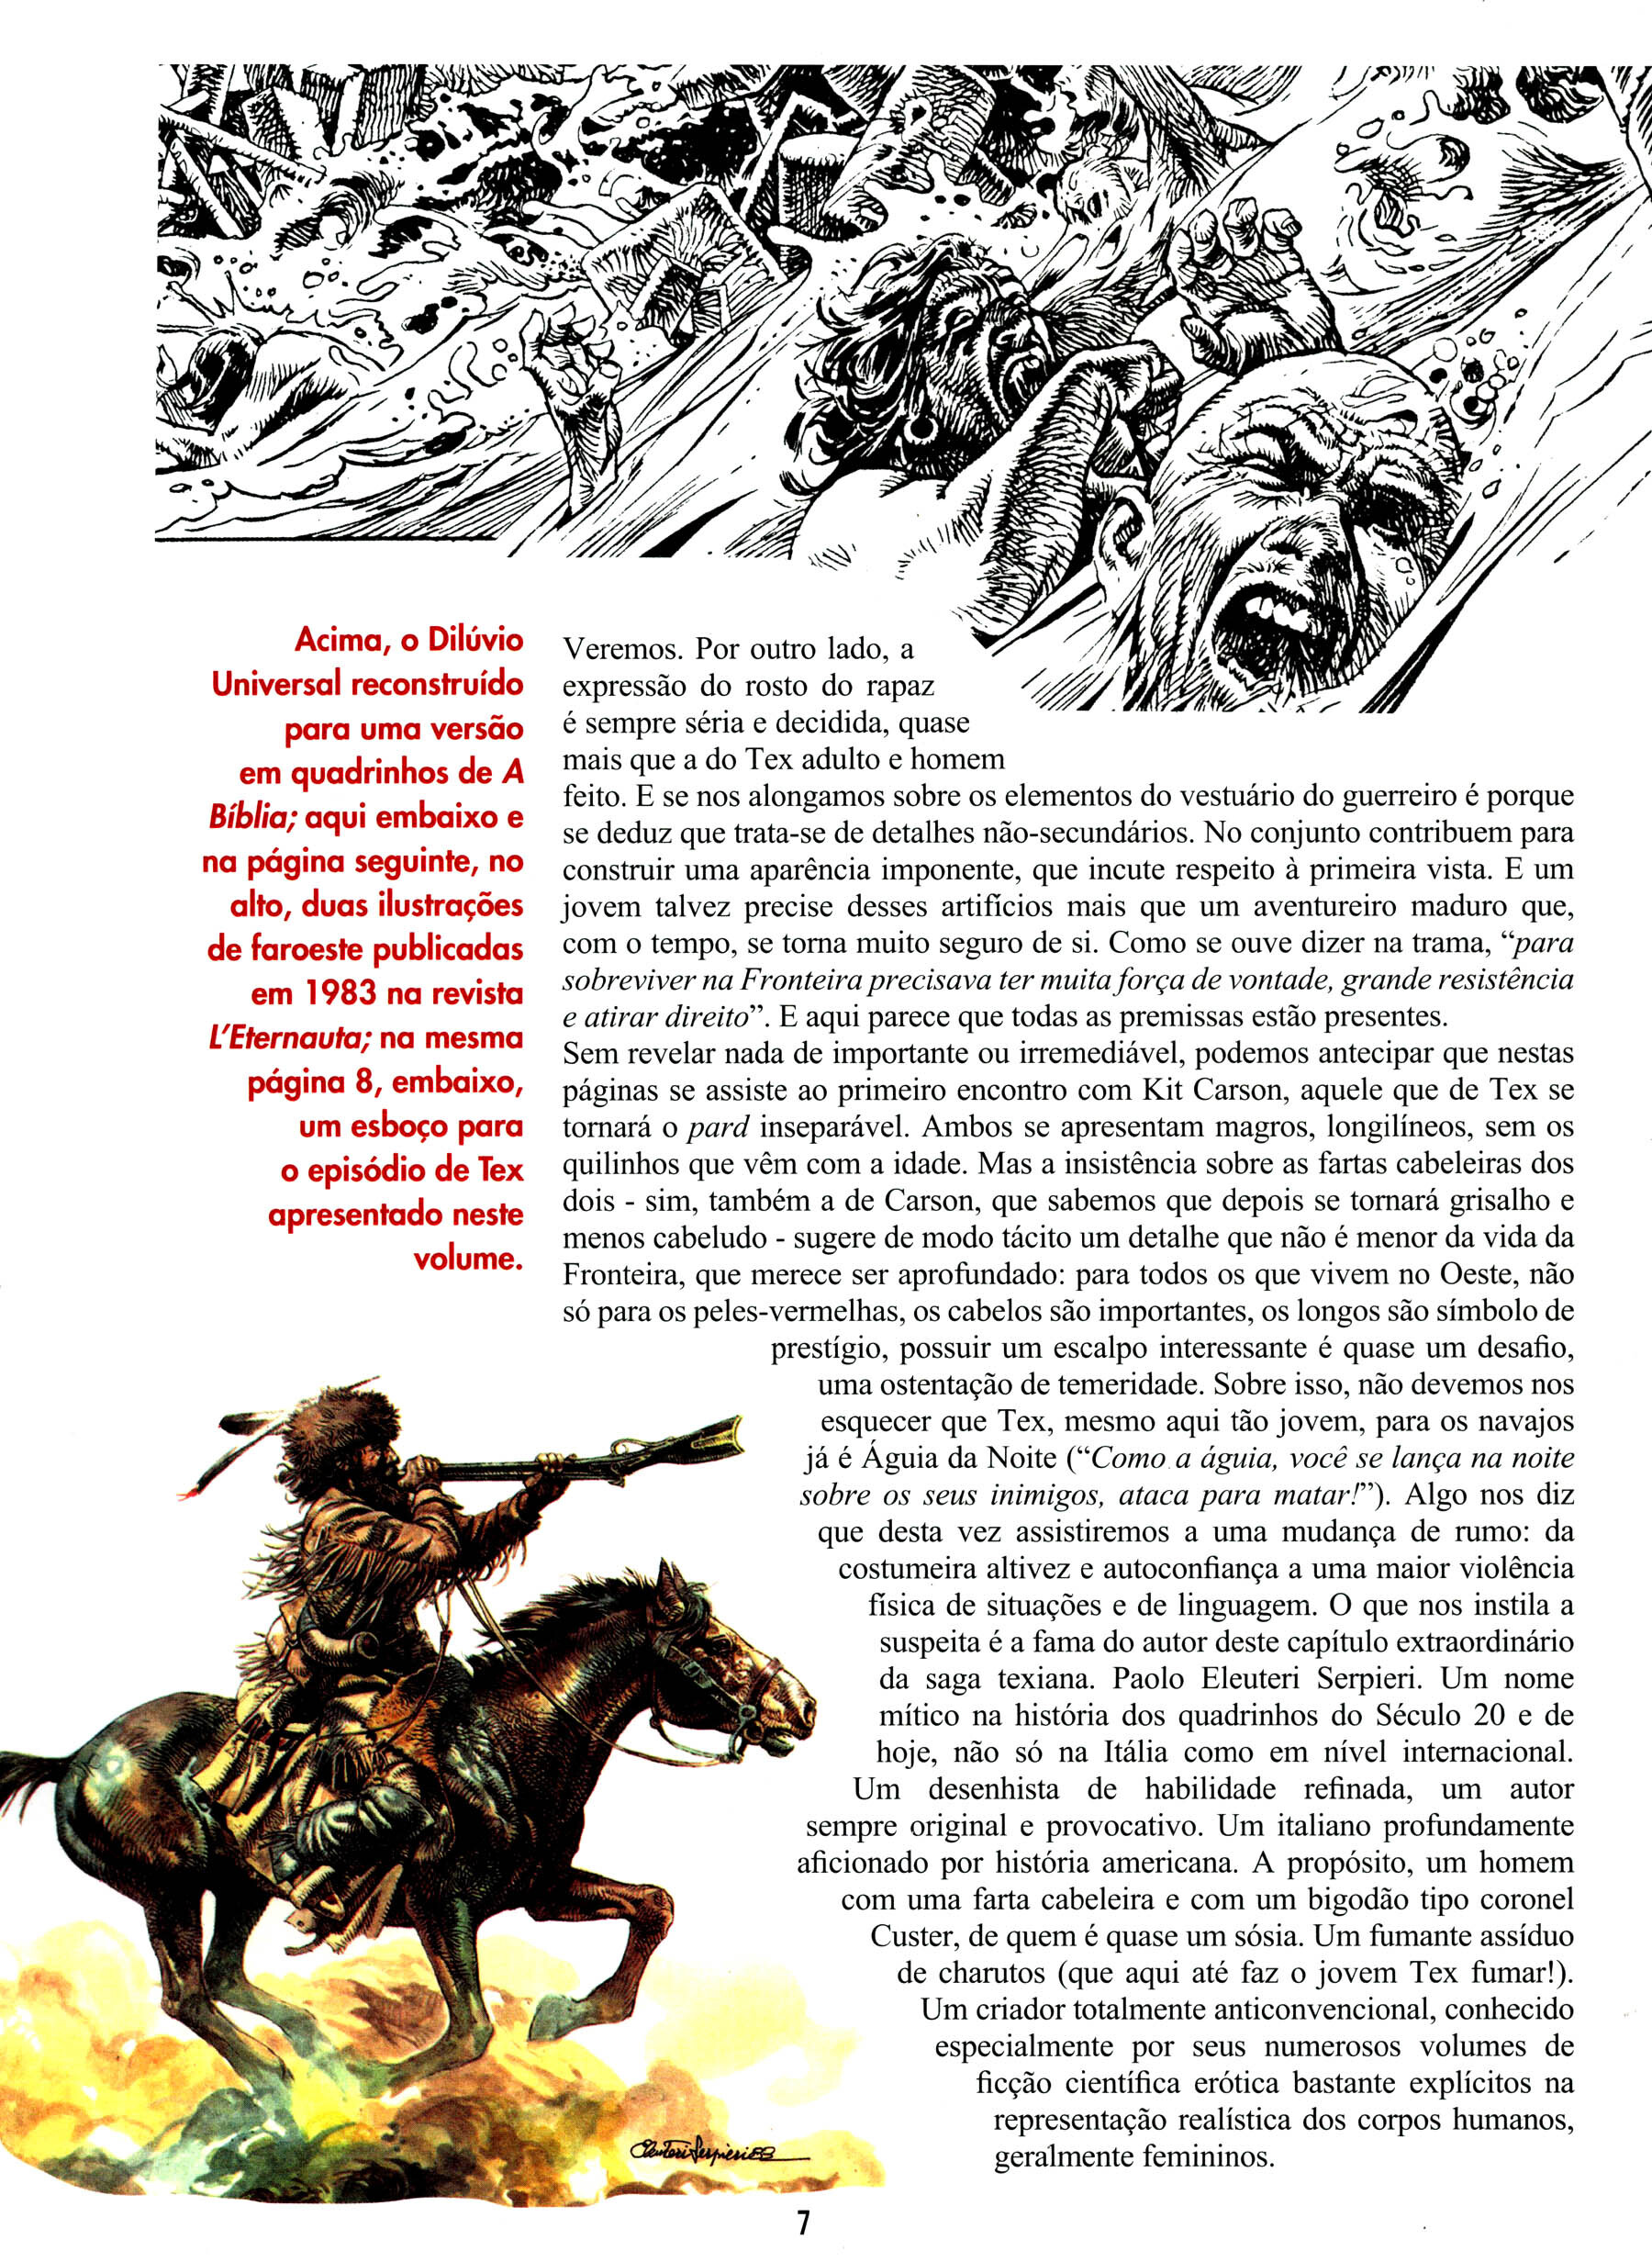 Acima, o Dilúvio
Universal reconstruído
para uma versão
em quadrinhos de A
Bíblia; aqui embaixo e
na página seguinte, no
alto, duas ilustrações
de faroeste publicadas
em 1983 na revista
L'Eternauta; na mesma
página 8, embaixo,
um esboço para
o episódio de Tex
apresentado neste
volume.
Veremos. Por outro lado, a
expressão do rosto do rapaz
é sempre séria e decidida, quase
mais que a do Tex adulto e homem
feito. E se nos alongamos sobre os elementos do vestuário do guerreiro é porque
se deduz que trata-se de detalhes não-secundários. No conjunto contribuem para
construir uma aparência imponente, que incute respeito à primeira vista. E um
jovem talvez precise desses artifícios mais que um aventureiro maduro que,
com o tempo, se torna muito seguro de si. Como se ouve dizer na trama, “para
sobreviver na Fronteira precisava ter muita força de vontade, grande resistência
e atirar direito”. E aqui parece que todas as premissas estão presentes.
Sem revelar nada de importante ou irremediável, podemos antecipar que nestas
páginas se assiste ao primeiro encontro com Kit Carson, aquele que de Tex se
tornará o pard inseparável. Ambos se apresentam magros, longilíneos, sem os
quilinhos que vêm com a idade. Mas a insistência sobre as fartas cabeleiras dos
dois - sim, também a de Carson, que sabemos que depois se tornará grisalho e
menos cabeludo - sugere de modo tácito um detalhe que não é menor da vida da
Fronteira, que merece ser aprofundado: para todos os que vivem no Oeste, não
só para os peles-vermelhas, os cabelos são importantes, os longos são símbolo de
prestígio, possuir um escalpo interessante é quase um desafio,
uma ostentação de temeridade. Sobre isso, não devemos nos
esquecer que Tex, mesmo aqui tão jovem, para os navajos
já é Águia da Noite (“Como a águia, você se lança na noite
sobre os seus inimigos, ataca para matar!”). Algo nos diz
que desta vez assistiremos a uma mudança de rumo: da
costumeira altivez e autoconfiança a uma maior violência
física de situações e de linguagem. O que nos instila a
suspeita é a fama do autor deste capítulo extraordinário
da saga texiana. Paolo Eleuteri Serpieri. Um nome
mítico na história dos quadrinhos do Século 20 e de
hoje, não só na Itália como em nível internacional.
Um desenhista de habilidade refinada, um autor
sempre original e provocativo. Um italiano profundamente
aficionado por história americana. A propósito, um homem
com uma farta cabeleira e com um bigodão tipo coronel
Custer, de quem é quase um sósia. Um fumante assíduo
de charutos (que aqui até faz o jovem Tex fumar!).
Um criador totalmente anticonvencional, conhecido
especialmente por seus numerosos volumes de
ficção científica erótica bastante explícitos na
representação realística dos corpos humanos,
geralmente femininos.
Eleuteri Serpieri
7